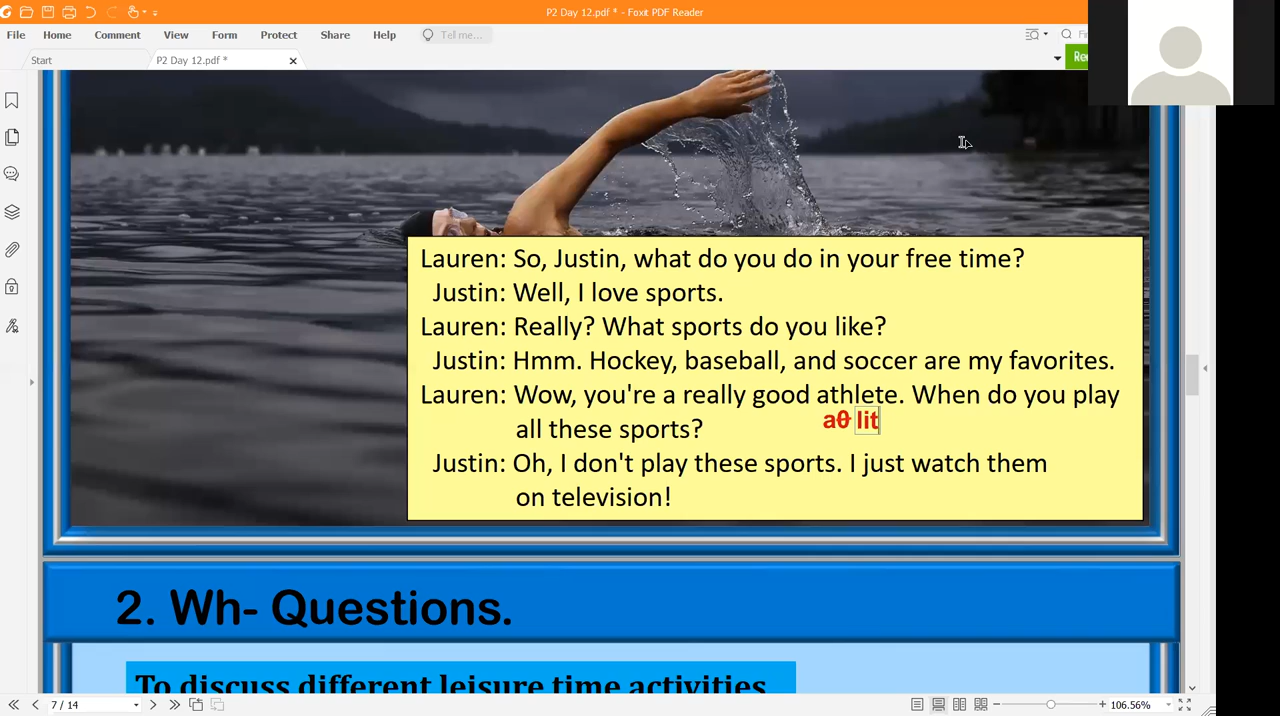 P2 Day 12.pdf * - Foxit PDF Reader
File Home Comment View Form Protect Share Help Tell me...
Start P2 Day 12.pdf *
Lauren: So, Justin, what do you do in your free time?
Justin: Well, I love sports.
Lauren: Really? What sports do you like?
Justin: Hmm. Hockey, baseball, and soccer are my favorites.
Lauren: Wow, you're a really good athlete. When do you play
aθ lit
all these sports?
Justin: Oh, I don't play these sports. I just watch them
on television!
2. Wh- Questions.
To discuss different leisure time activities
7 / 14 106.56%